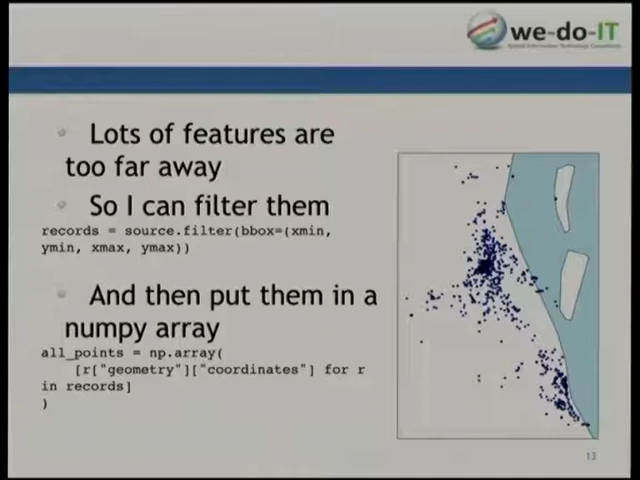 we-do-IT
Lots of features are
too far away
So I can filter them
records = source.filter(bbox=(xmin,
ymin, xmax, ymax))
And then put them in a
numpy array
all_points = np.array(
[r["geometry"]["coordinates"] for r
in records]
)
13